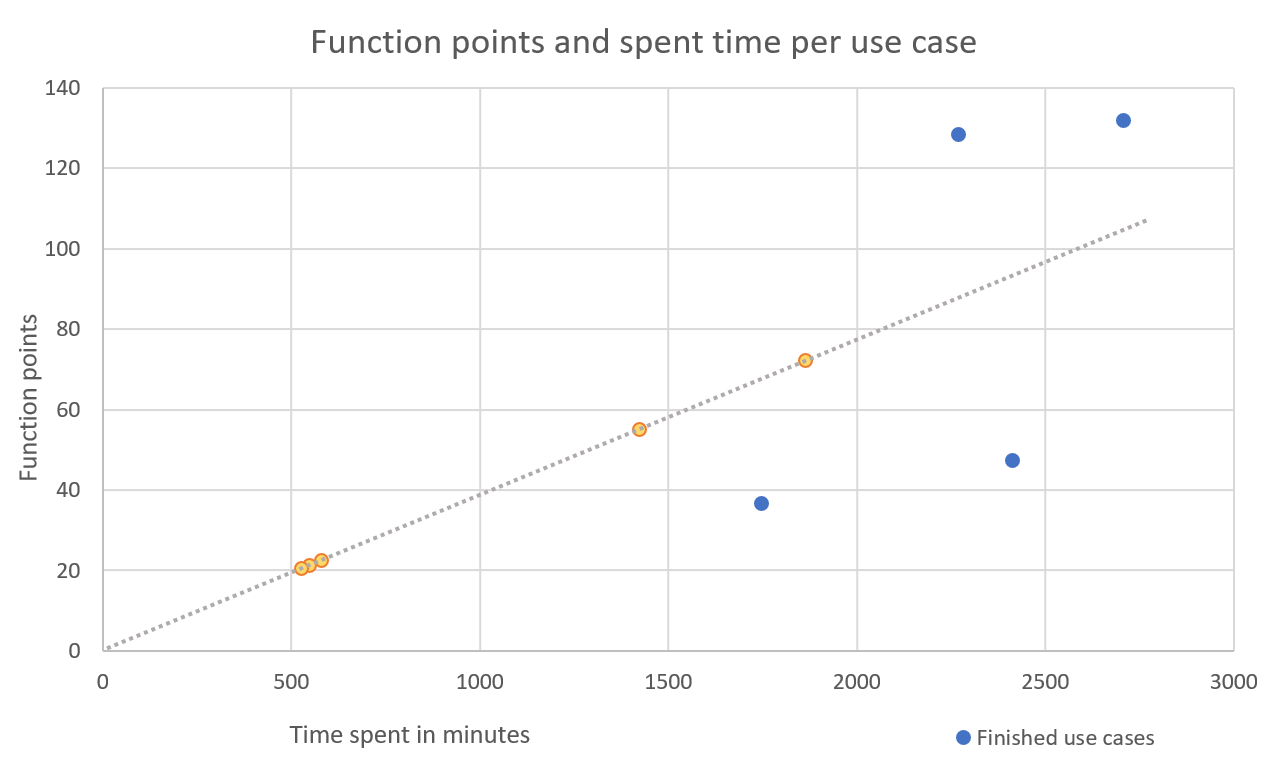 Function points and spent time per use case
140
120
100
80
60
40
20
0
Function points
0 500 1000 1500 2000 2500 3000
Time spent in minutes
Finished use cases